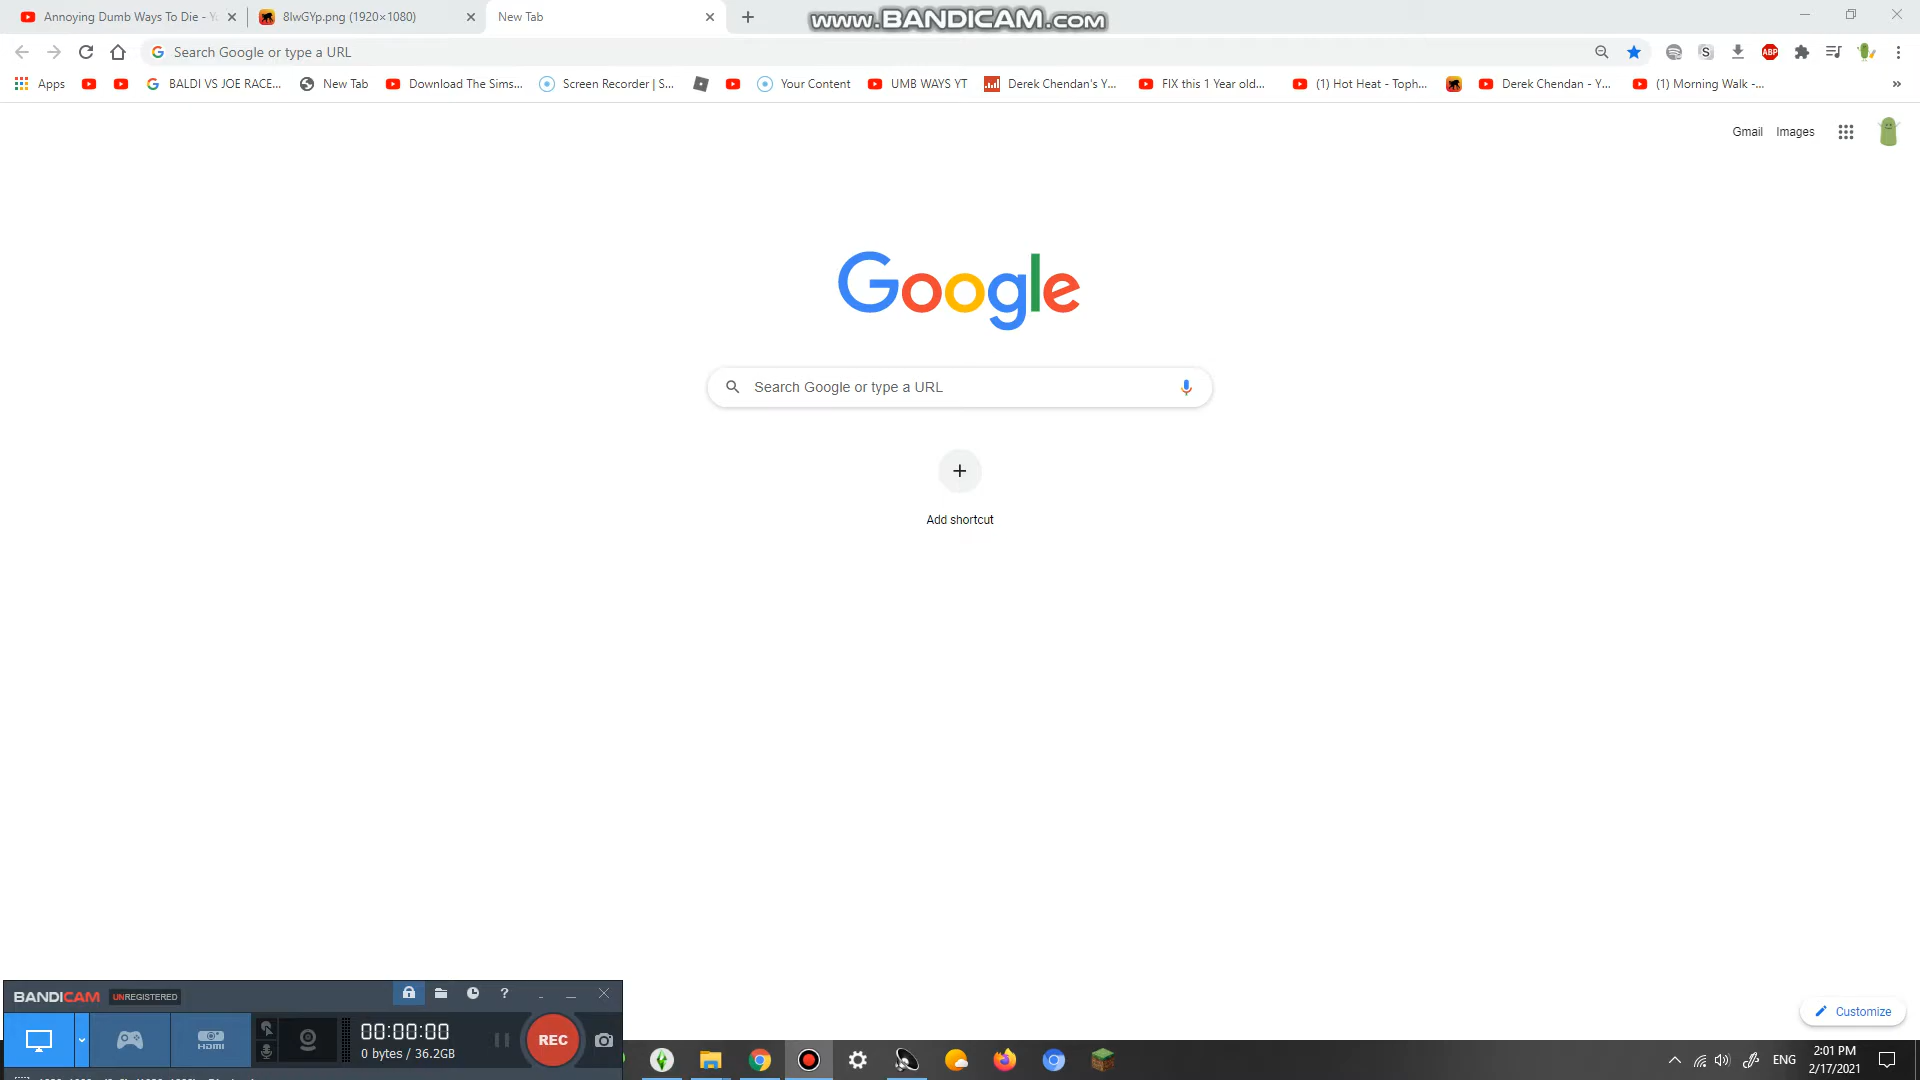 Annoying Dumb Ways To Die - Y
8IwGYp.png (1920×1080)
New Tab
www.BANDICAM.com
Search Google or type a URL
S
ABP
Apps
BALDI VS JOE RACE...
New Tab
Download The Sims...
Screen Recorder | S...
Your Content
UMB WAYS YT
Derek Chendan's Y...
FIX this 1 Year old...
(1) Hot Heat - Toph...
Derek Chendan - Y...
(1) Morning Walk -...
»
Gmail
Images
Google
Search Google or type a URL
Add shortcut
Customize
BANDICAM
UNREGISTERED
?
HDMI
00:00:00
0 bytes / 36.2GB
REC
ENG
2:01 PM
2/17/2021